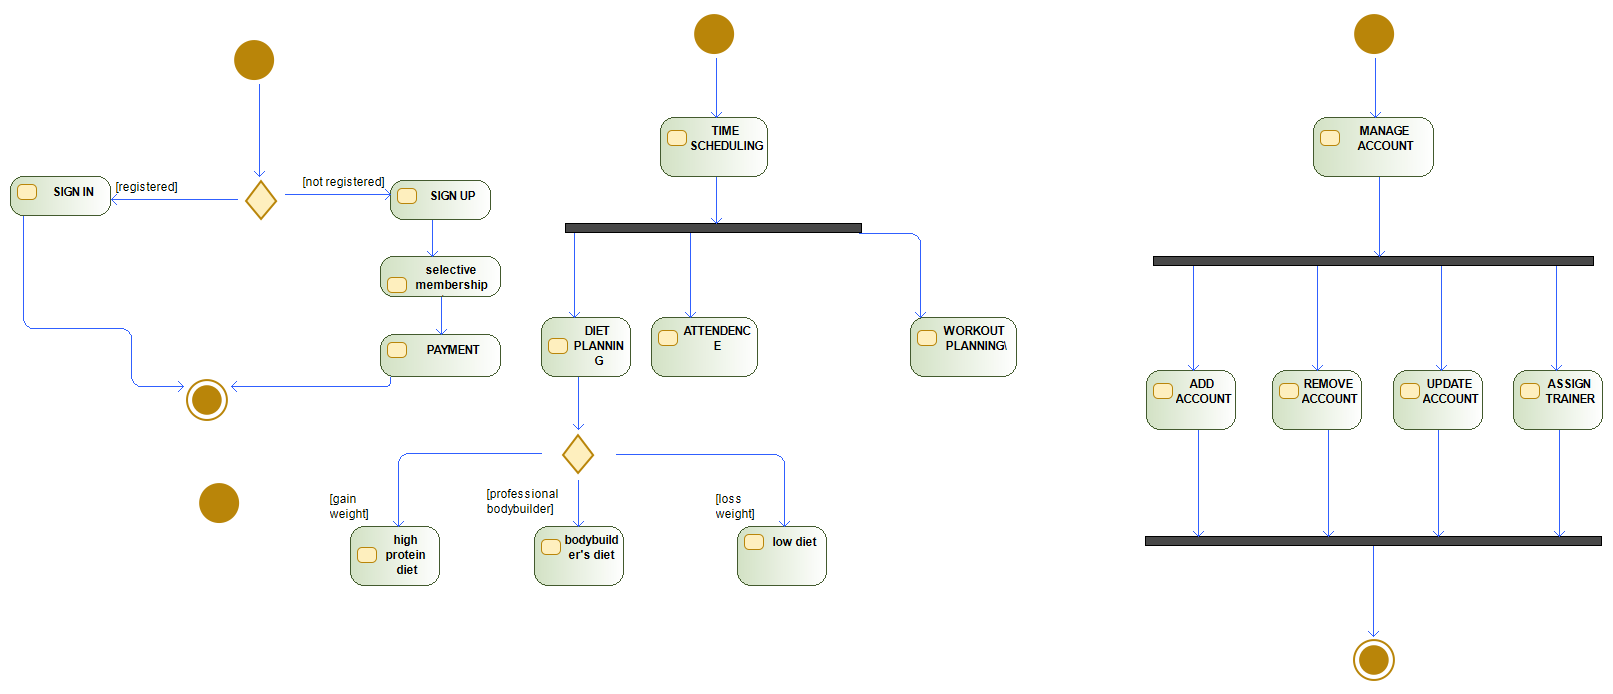 [registered]
SIGN IN
[not registered]
SIGN UP
selective
membership
PAYMENT
TIME
SCHEDULING
DIET
PLANNIN
G
ATTENDENC
E
WORKOUT
PLANNING\
[gain
weight]
[professional
bodybuilder]
[loss
weight]
high
protein
diet
bodybuild
er's diet
low diet
MANAGE
ACCOUNT
ADD
ACCOUNT
REMOVE
ACCOUNT
UPDATE
ACCOUNT
ASSIGN
TRAINER